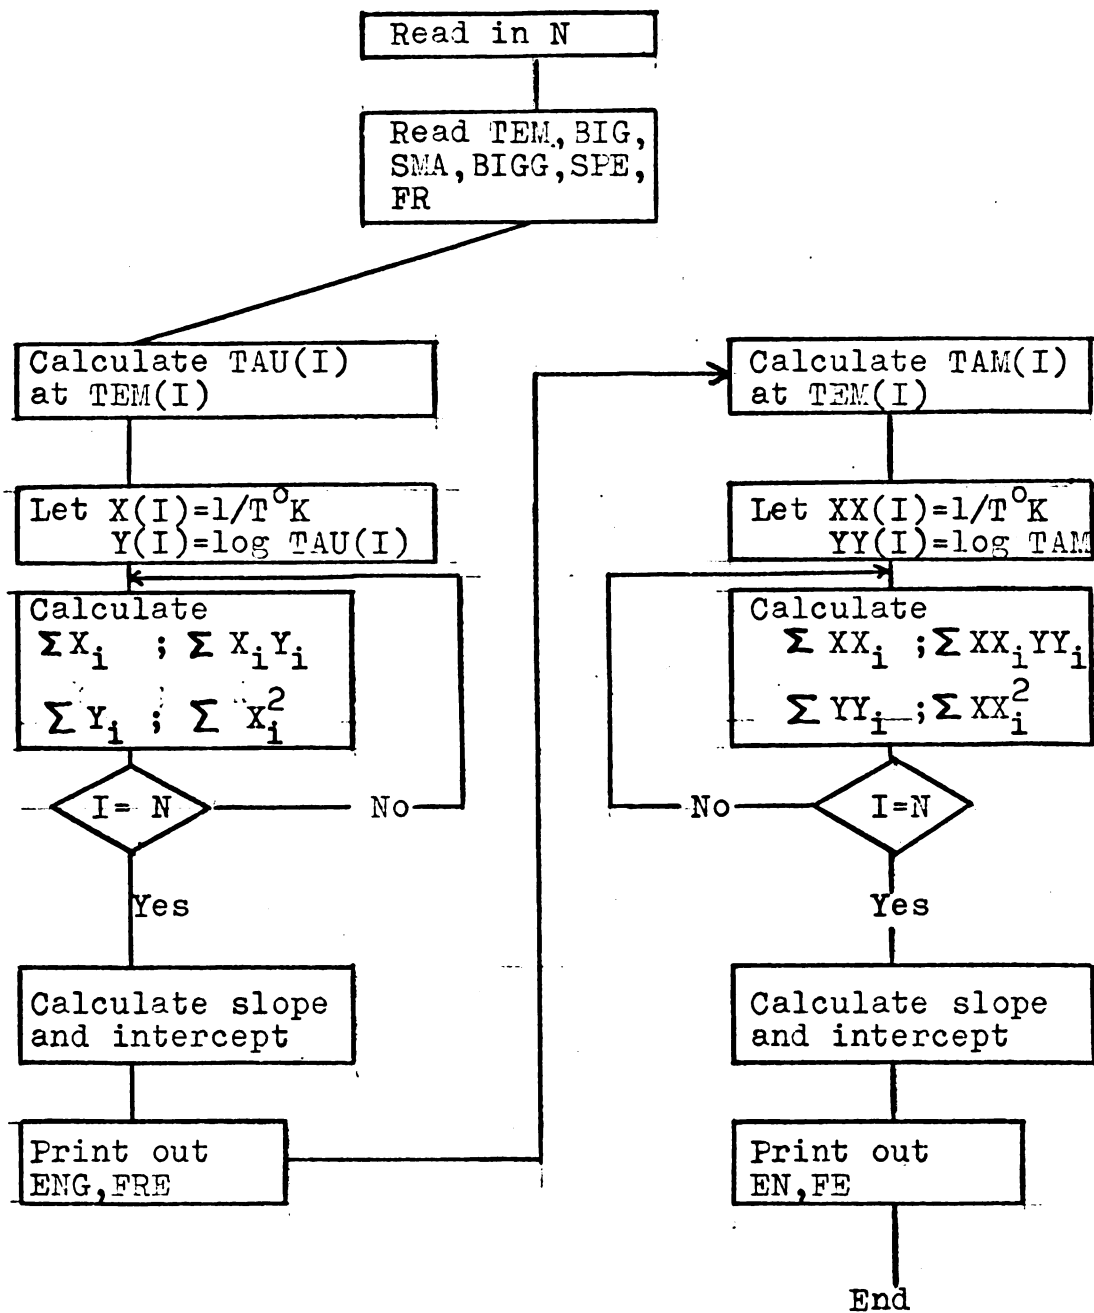 Read in N
Read TEM, BIG,
SMA, BIGG, SPE,
FR
Calculate TAU(I)
at TEM(I)
Let X(I)=1/T°K
Y(I)=log TAU(I)
Calculate
Σ Xᵢ ; Σ XᵢYᵢ
Σ Yᵢ ; Σ Xᵢ²
I= N
No
Yes
Calculate slope
and intercept
Print out
ENG, FRE
Calculate TAM(I)
at TEM(I)
Let XX(I)=1/T°K
YY(I)=log TAM
Calculate
Σ XXᵢ ; Σ XXᵢYYᵢ
Σ YYᵢ ; Σ XXᵢ²
I=N
No
Yes
Calculate slope
and intercept
Print out
EN, FE
End